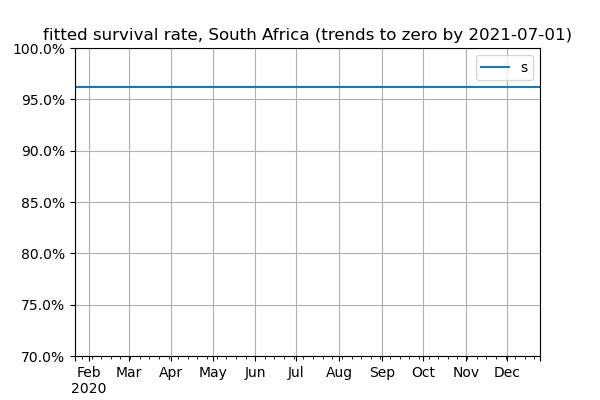 fitted survival rate, South Africa (trends to zero by 2021-07-01)
100.0%
s
95.0%
90.0%
85.0%
80.0%
75.0%
70.0%
Feb Mar Apr May Jun Jul Aug Sep Oct Nov Dec
2020